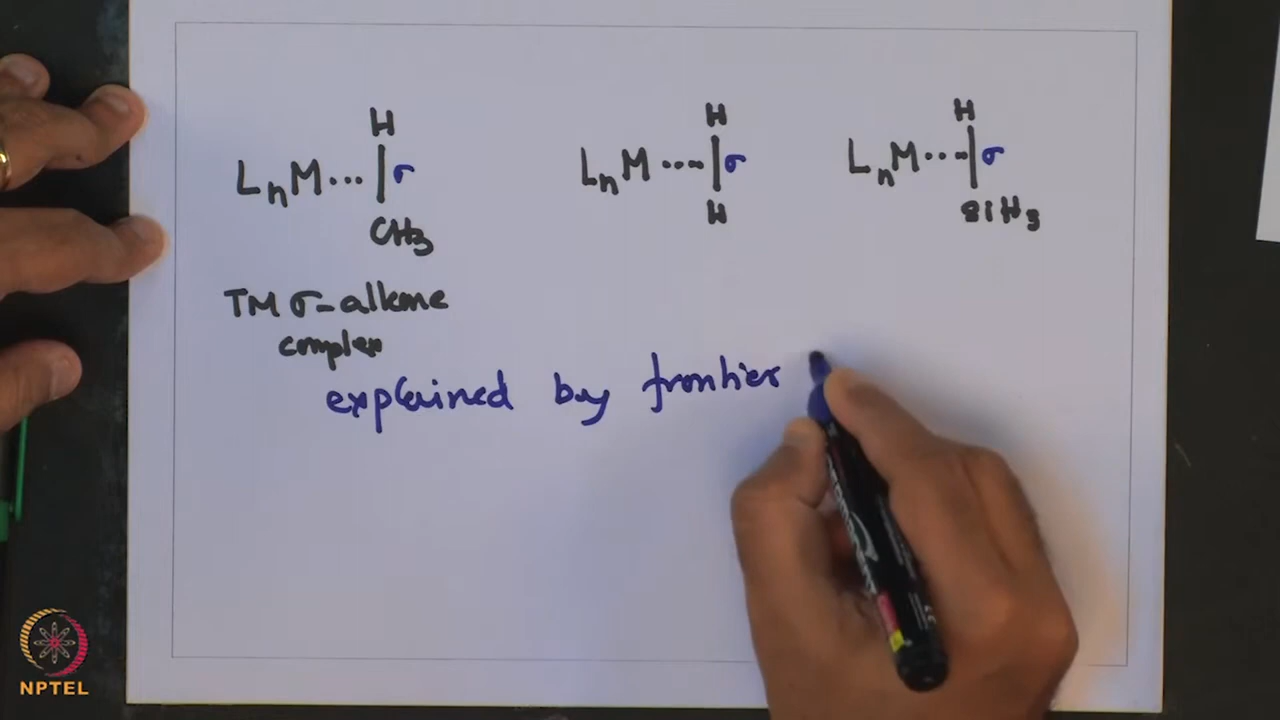 H H H
LnM···| σ LnM····| σ LnM····| σ
CH3 H SiH3
TM σ-alkane
complex
explained by frontier
NPTEL